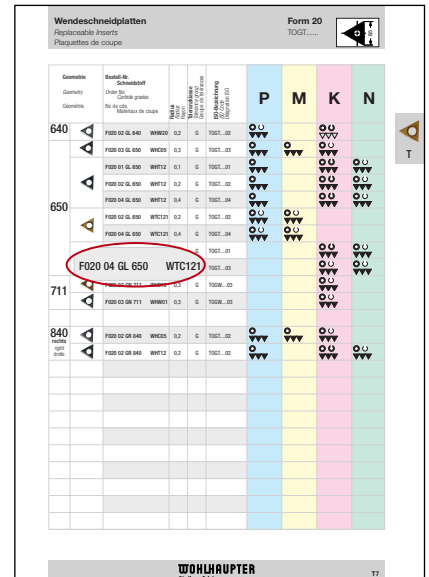 Wendeschneidplatten
Replaceable Inserts
Plaquettes de coupe
Form 20
TOGT......
Geometrie
Geometry
Géométrie
Bestell-Nr.
Schneidstoff
Order No.
Carbide grades
No de cde.
Matériaux de coupe
Radius
Toleranzklasse
ISO-Bezeichnung
P M K N
640
F020 02 GL 640 WHW20 0,2 G TOGT...02
F020 03 GL 650 WHC05 0,3 G TOGT...03
F020 01 GL 650 WHT12 0,1 G TOGT...01
F020 02 GL 650 WHT12 0,2 G TOGT...02
F020 04 GL 650 WHT12 0,4 G TOGT...04
650
F020 02 GL 650 WTC121 0,2 G TOGT...02
F020 04 GL 650 WTC121 0,4 G TOGT...04
G TOGT...01
F020 04 GL 650 WTC121
G TOGT...03
711
0,3 G TOGW...03
F020 03 GN 711 WHW01 0,3 G TOGW...03
840
rechts
right
droite
F020 02 GR 840 WHC05 0,2 G TOGT...02
F020 02 GR 840 WHT12 0,2 G TOGT...02
T
WOHLHAUPTER
T7